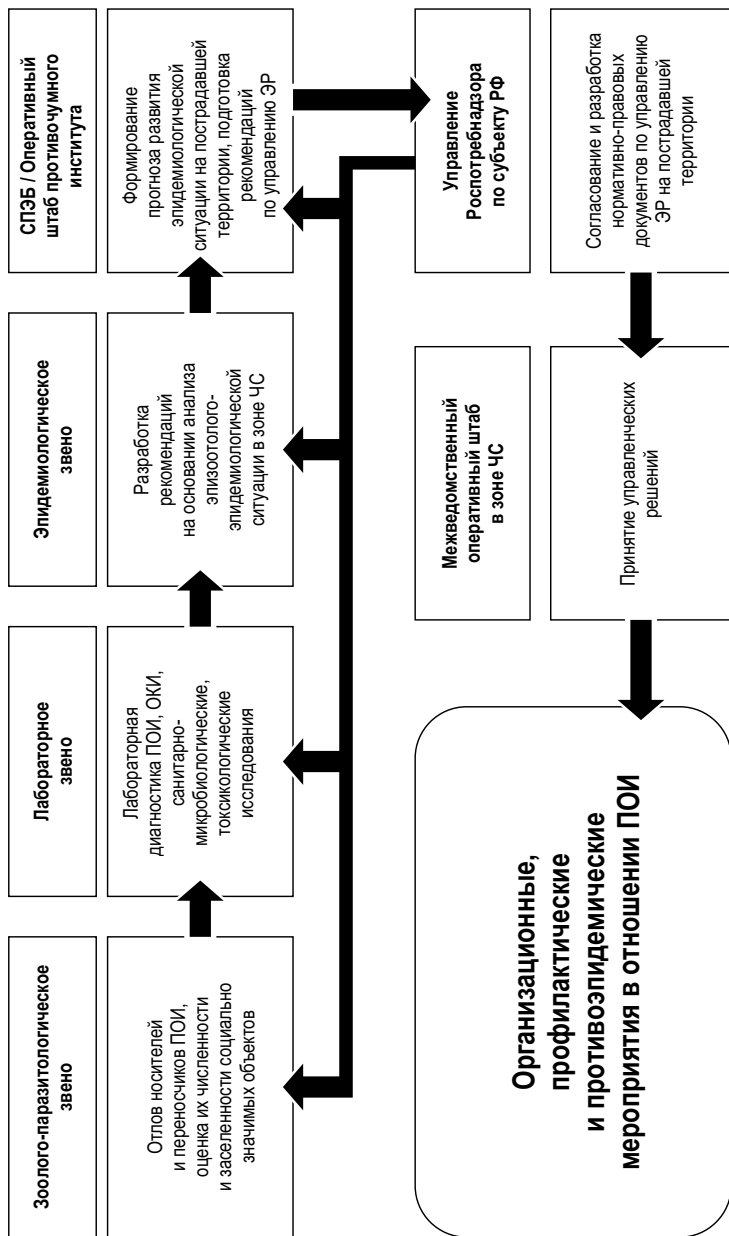 Зоолого-паразитологическое
звено
Отлов носителей
и переносчиков ПОИ,
оценка их численности
и заселенности социально
значимых объектов
Лабораторное
звено
Лабораторная
диагностика ПОИ, ОКИ,
санитарно-
микробиологические,
токсикологические
исследования
Эпидемиологическое
звено
Разработка
рекомендаций
на основании анализа
эпизоотолого-
эпидемиологической
ситуации в зоне ЧС
СПЭБ / Оперативный
штаб противочумного
института
Формирование
прогноза развития
эпидемиологической
ситуации на пострадавшей
территории, подготовка
рекомендаций
по управлению ЭР
Управление
Роспотребнадзора
по субъекту РФ
Согласование и разработка
нормативно-правовых
документов по управлению
ЭР на пострадавшей
территории
Межведомственный
оперативный штаб
в зоне ЧС
Принятие управленческих
решений
Организационные,
профилактические
и противоэпидемические
мероприятия в отношении ПОИ